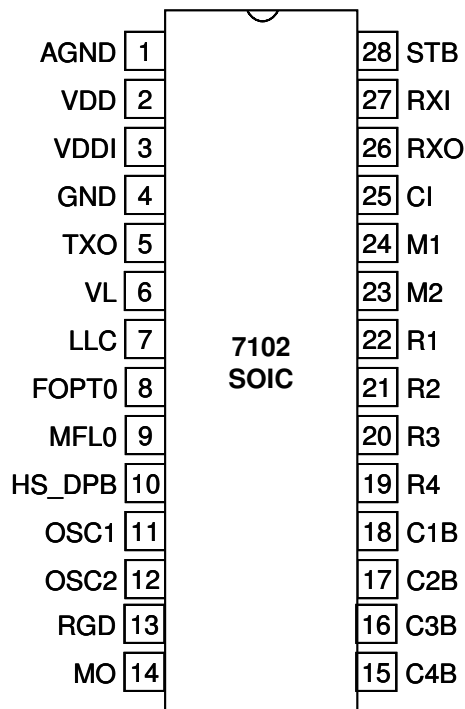 AGND 1 28 STB
VDD 2 27 RXI
VDDI 3 26 RXO
GND 4 25 CI
TXO 5 24 M1
VL 6 23 M2
LLC 7 22 R1
7102
SOIC
FOPT0 8 21 R2
MFL0 9 20 R3
HS_DPB 10 19 R4
OSC1 11 18 C1B
OSC2 12 17 C2B
RGD 13 16 C3B
MO 14 15 C4B